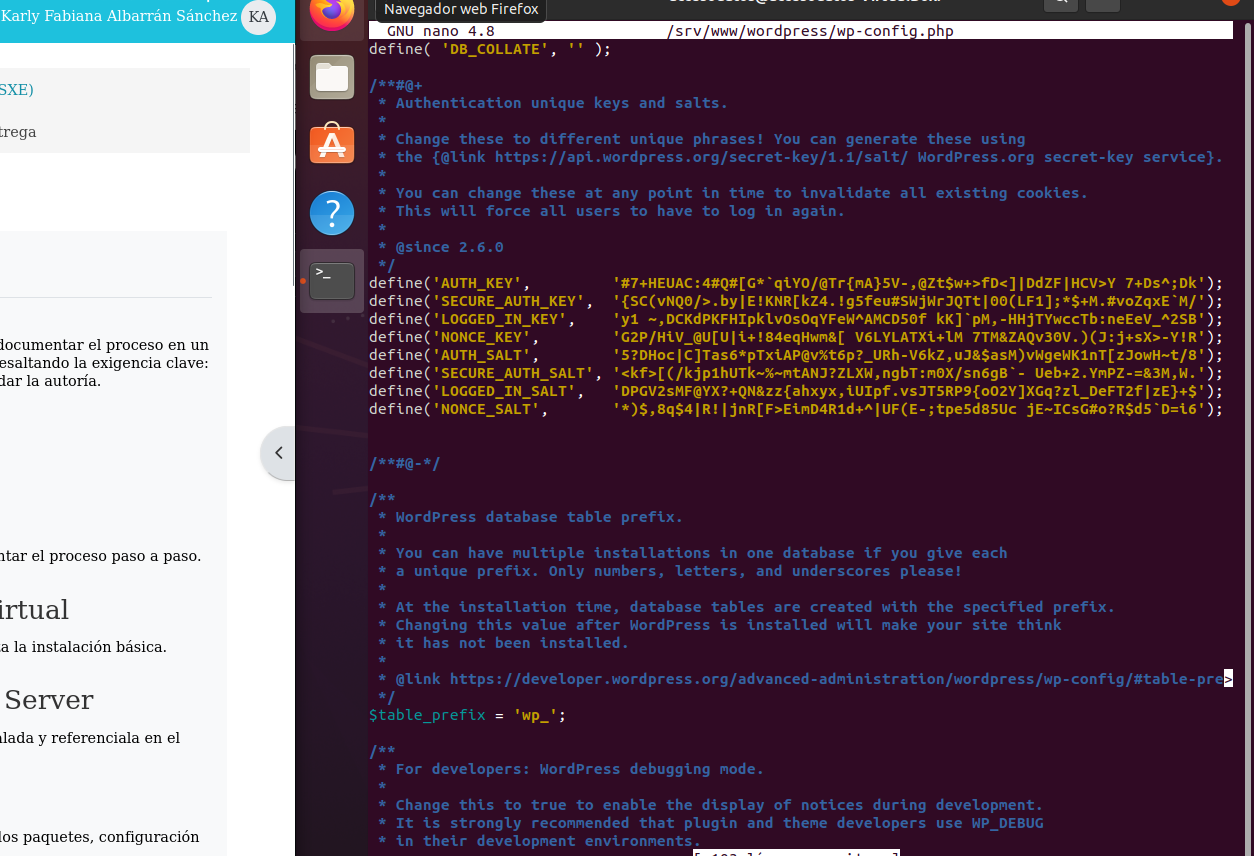 Karly Fabiana Albarrán Sánchez KA
SXE)
trega
documentar el proceso en un
esaltando la exigencia clave:
dar la autoría.
ntar el proceso paso a paso.
irtual
ta la instalación básica.
Server
alada y referenciala en el
los paquetes, configuración
Navegador web Firefox
GNU nano 4.8 /srv/www/wordpress/wp-config.php
define( 'DB_COLLATE', '' );
/**#@+
* Authentication unique keys and salts.
*
* Change these to different unique phrases! You can generate these using
* the {@link https://api.wordpress.org/secret-key/1.1/salt/ WordPress.org secret-key service}.
*
* You can change these at any point in time to invalidate all existing cookies.
* This will force all users to have to log in again.
*
* @since 2.6.0
*/
define('AUTH_KEY', '#7+HEUAC:4#Q#[G*`qiYO/@Tr{mA}5V-,@Zt$w+>fD<]|DdZF|HCV>Y 7+Ds^;Dk');
define('SECURE_AUTH_KEY', '{SC(vNQ0/>.by|E!KNR[kZ4.!g5feu#SWjWrJQTt|00(LF1];*$+M.#voZqxE`M/');
define('LOGGED_IN_KEY', 'y1 ~,DCKdPKFHIpklvOsOqYFeW^AMCD50f kK]`pM,-HHjTYwccTb:neEeV_^2SB');
define('NONCE_KEY', 'G2P/HiV_@U[U|i+!84eqHwm&[ V6LYLATXi+lM 7TM&ZAQv30V.)(J:j+sX>-Y!R');
define('AUTH_SALT', '5?DHoc|C]Tas6*pTxiAP@v%t6p?_URh-V6kZ,uJ&$asM)vWgeWK1nT[zJowH~t/8');
define('SECURE_AUTH_SALT', '<kf>[(/kjp1hUTk~%~mtANJ?ZLXW,ngbT:m0X/sn6gB`- Ueb+2.YmPZ-=&3M,W.');
define('LOGGED_IN_SALT', 'DPGV2sMF@YX?+QN&zz{ahxyx,iUIpf.vsJT5RP9{oO2Y]XGq?zl_DeFT2f|zE}+$');
define('NONCE_SALT', '*)$,8q$4|R!|jnR[F>EimD4R1d+^|UF(E-;tpe5d85Uc jE~ICsG#o?R$d5`D=i6');
/**#@-*/
/**
* WordPress database table prefix.
*
* You can have multiple installations in one database if you give each
* a unique prefix. Only numbers, letters, and underscores please!
*
* At the installation time, database tables are created with the specified prefix.
* Changing this value after WordPress is installed will make your site think
* it has not been installed.
*
* @link https://developer.wordpress.org/advanced-administration/wordpress/wp-config/#table-pre>
*/
$table_prefix = 'wp_';
/**
* For developers: WordPress debugging mode.
*
* Change this to true to enable the display of notices during development.
* It is strongly recommended that plugin and theme developers use WP_DEBUG
* in their development environments.